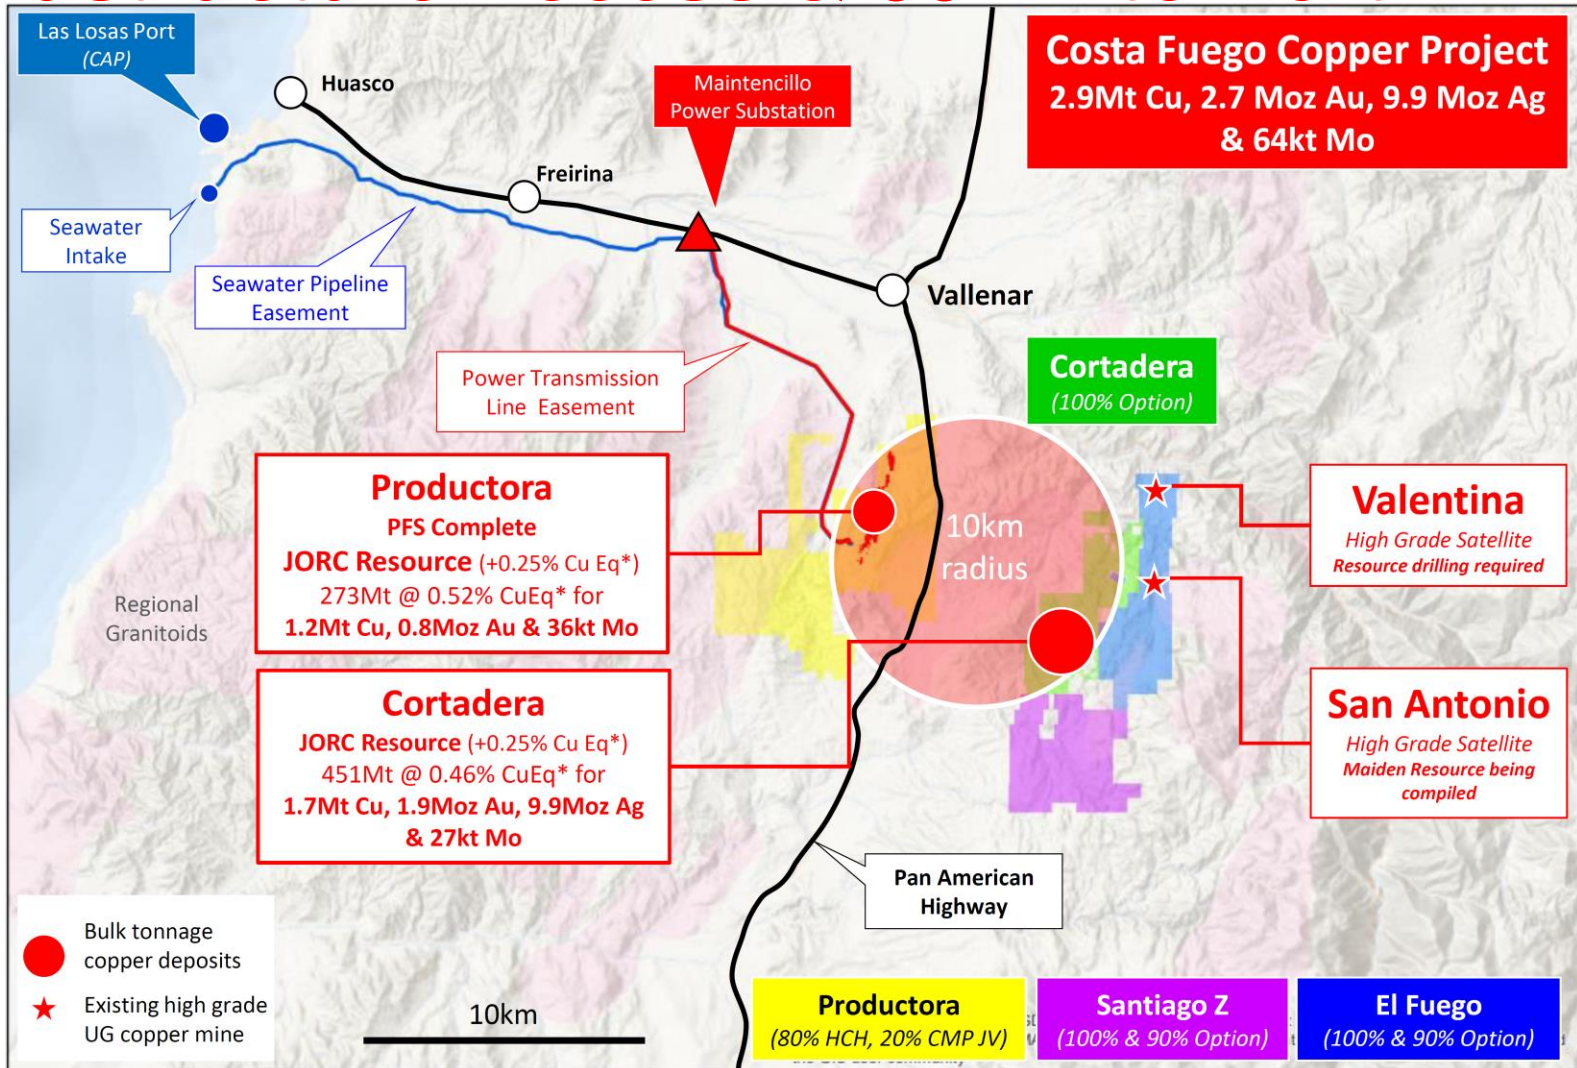 Las Losas Port
(CAP)
Huasco
Maintencillo
Power Substation
Costa Fuego Copper Project
2.9Mt Cu, 2.7 Moz Au, 9.9 Moz Ag
& 64kt Mo
Freirina
Seawater
Intake
Seawater Pipeline
Easement
Vallenar
Power Transmission
Line Easement
Cortadera
(100% Option)
Productora
PFS Complete
JORC Resource (+0.25% Cu Eq*)
273Mt @ 0.52% CuEq* for
1.2Mt Cu, 0.8Moz Au & 36kt Mo
10km
radius
Valentina
High Grade Satellite
Resource drilling required
Regional
Granitoids
Cortadera
JORC Resource (+0.25% Cu Eq*)
451Mt @ 0.46% CuEq* for
1.7Mt Cu, 1.9Moz Au, 9.9Moz Ag
& 27kt Mo
San Antonio
High Grade Satellite
Maiden Resource being
compiled
Pan American
Highway
Bulk tonnage
copper deposits
Existing high grade
UG copper mine
10km
Productora
(80% HCH, 20% CMP JV)
Santiago Z
(100% & 90% Option)
El Fuego
(100% & 90% Option)